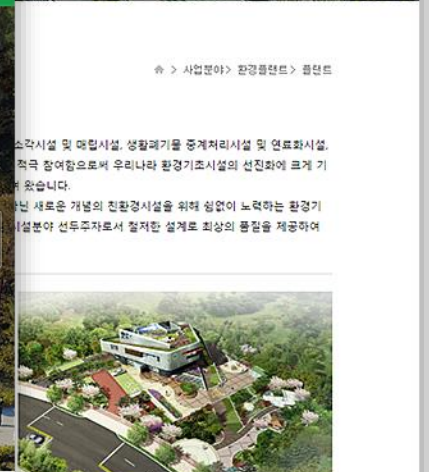 > 사업분야> 환경플랜트> 플랜트
소각시설 및 매립시설, 생활폐기물 중계처리시설 및 연료화시설,
적극 참여함으로써 우리나라 환경기초시설의 선진화에 크게 기
여 왔습니다.
새로운 개념의 친환경시설을 위해 쉼없이 노력하는 환경기
시설분야 선두주자로서 철저한 설계로 최상의 품질을 제공하여